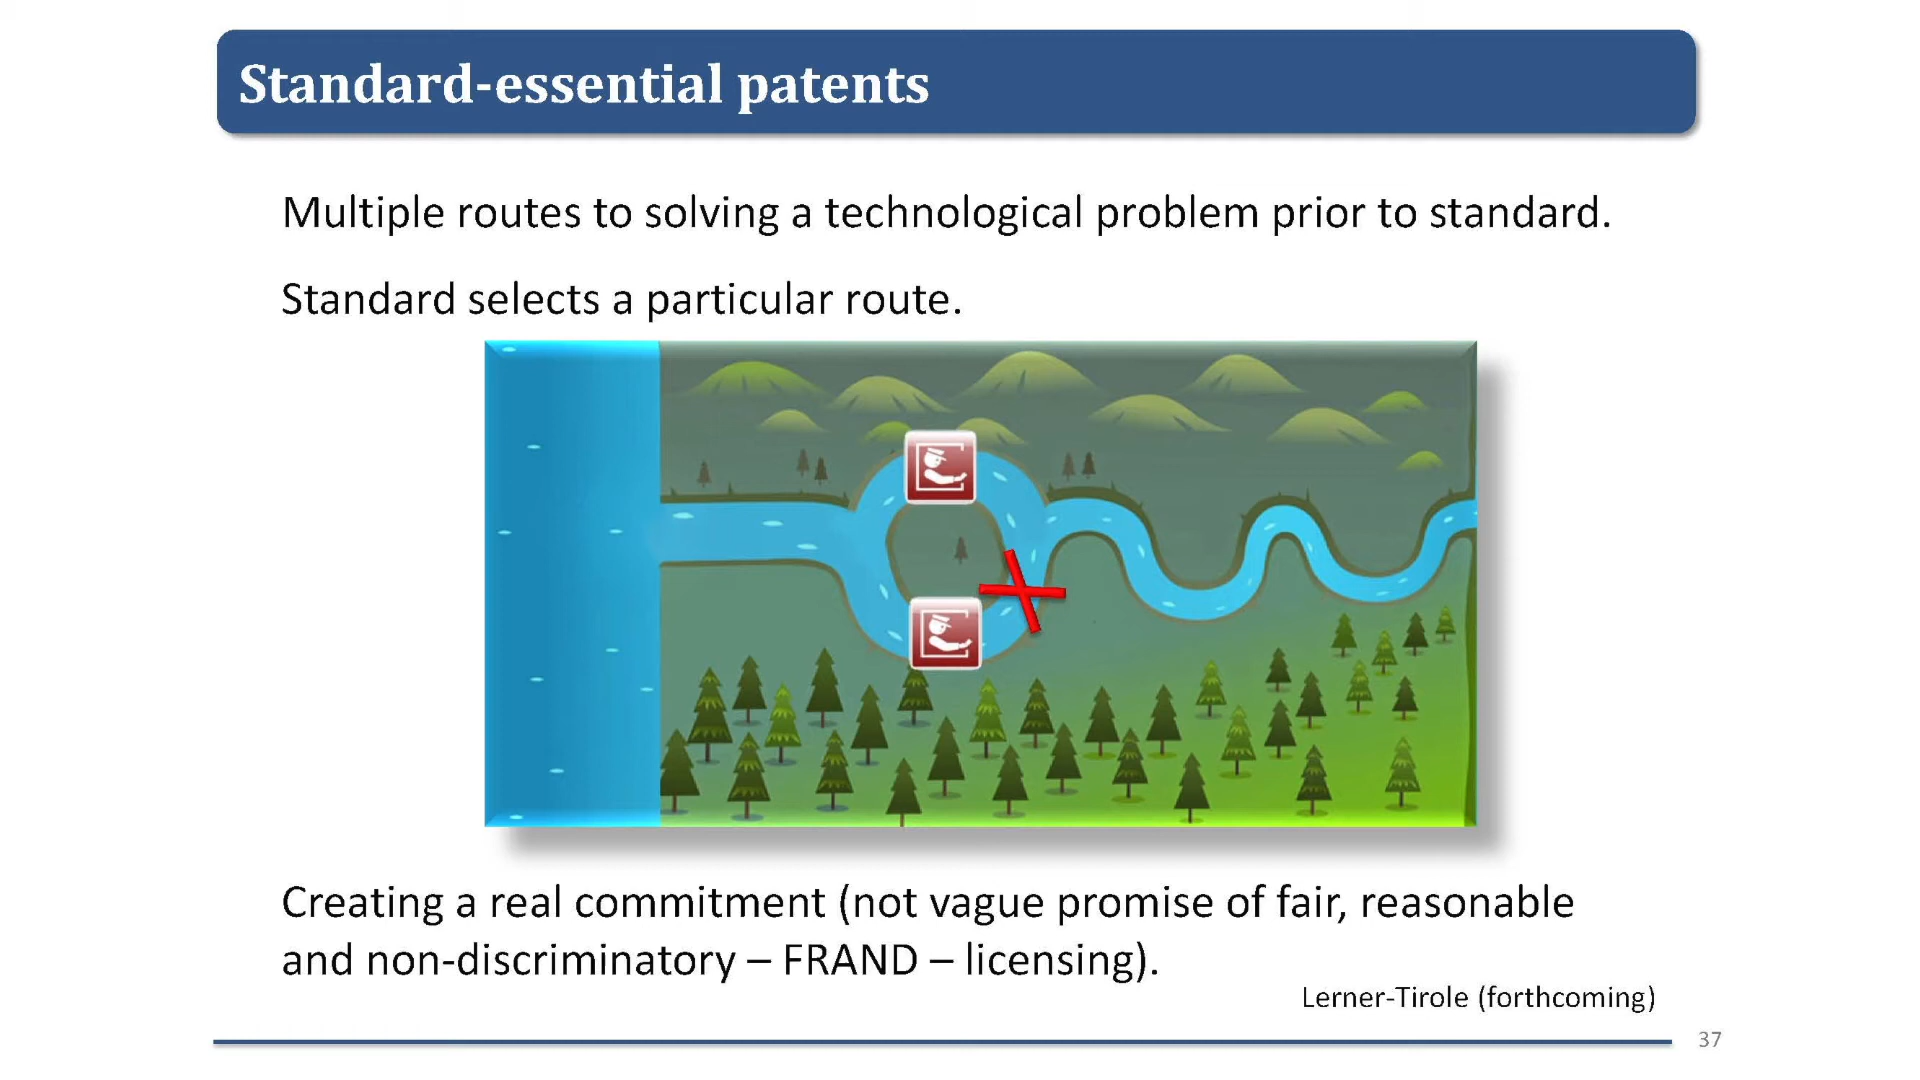 Standard-essential patents
Multiple routes to solving a technological problem prior to standard.
Standard selects a particular route.
Creating a real commitment (not vague promise of fair, reasonable
and non-discriminatory – FRAND – licensing).
Lerner-Tirole (forthcoming)
37